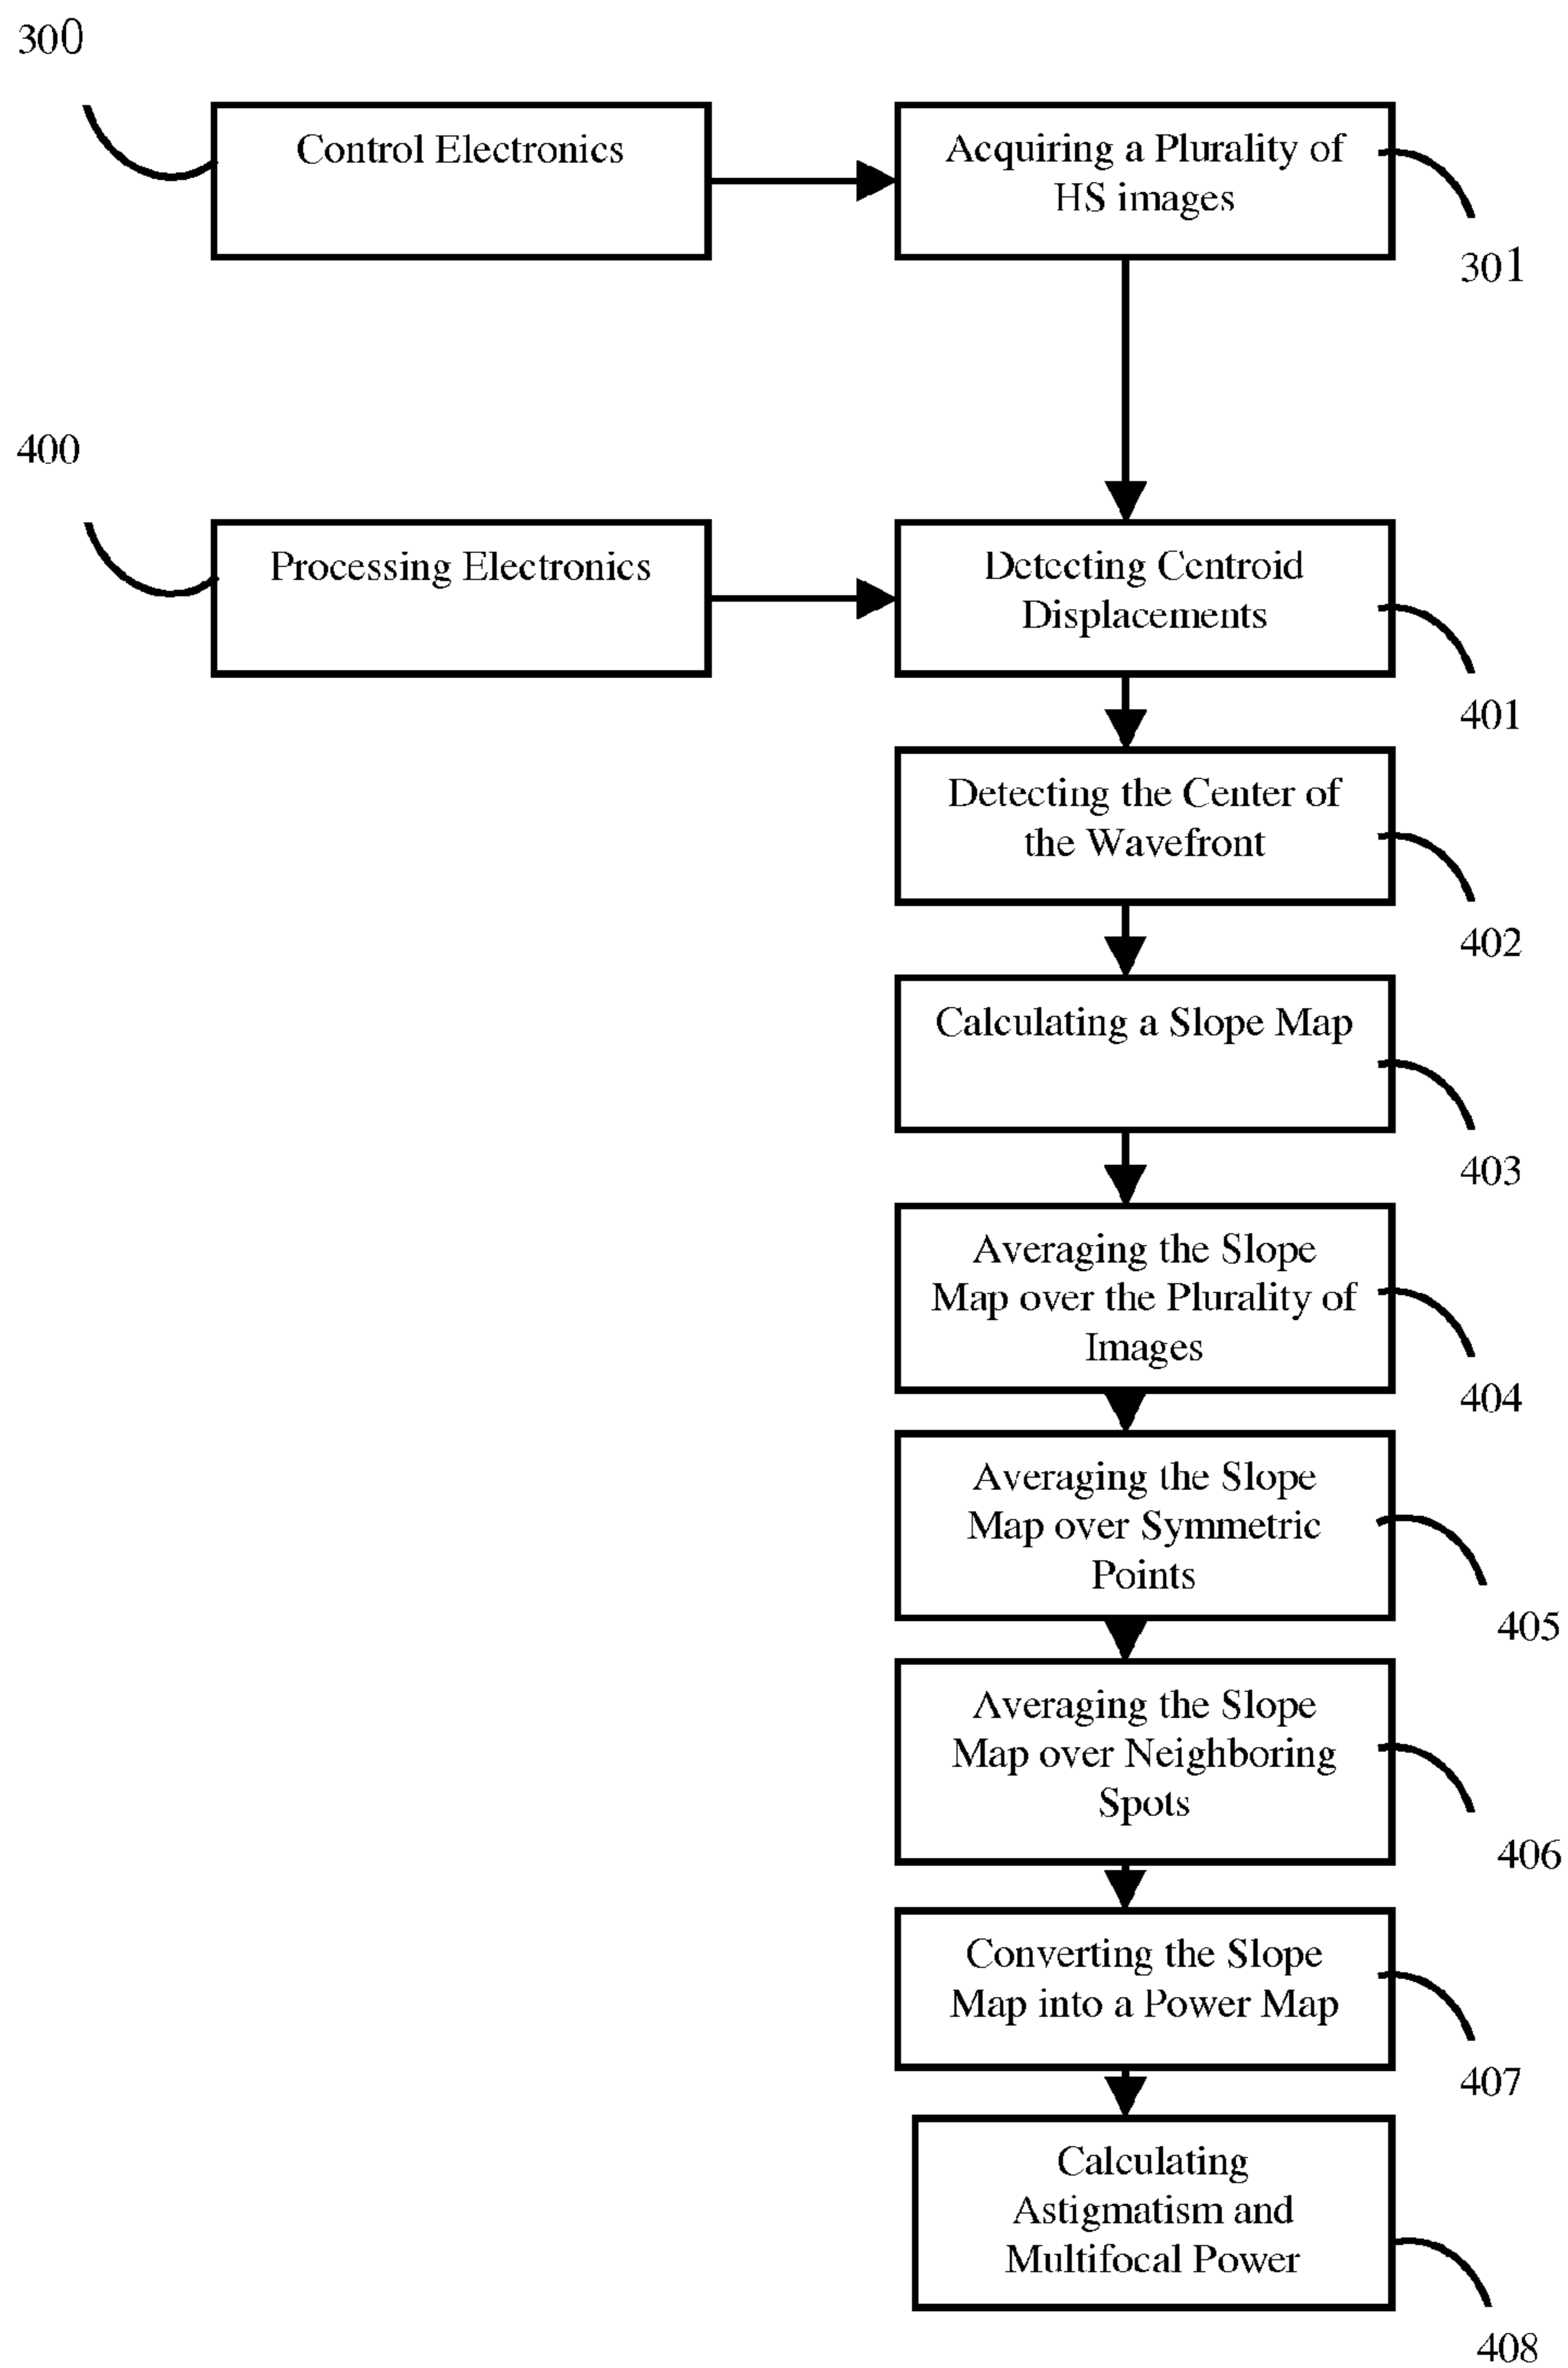 300
Control Electronics
Acquiring a Plurality of
HS images
301
400
Processing Electronics
Detecting Centroid
Displacements
401
Detecting the Center of
the Wavefront
402
Calculating a Slope Map
403
Averaging the Slope
Map over the Plurality of
Images
404
Averaging the Slope
Map over Symmetric
Points
405
Averaging the Slope
Map over Neighboring
Spots
406
Converting the Slope
Map into a Power Map
407
Calculating
Astigmatism and
Multifocal Power
408